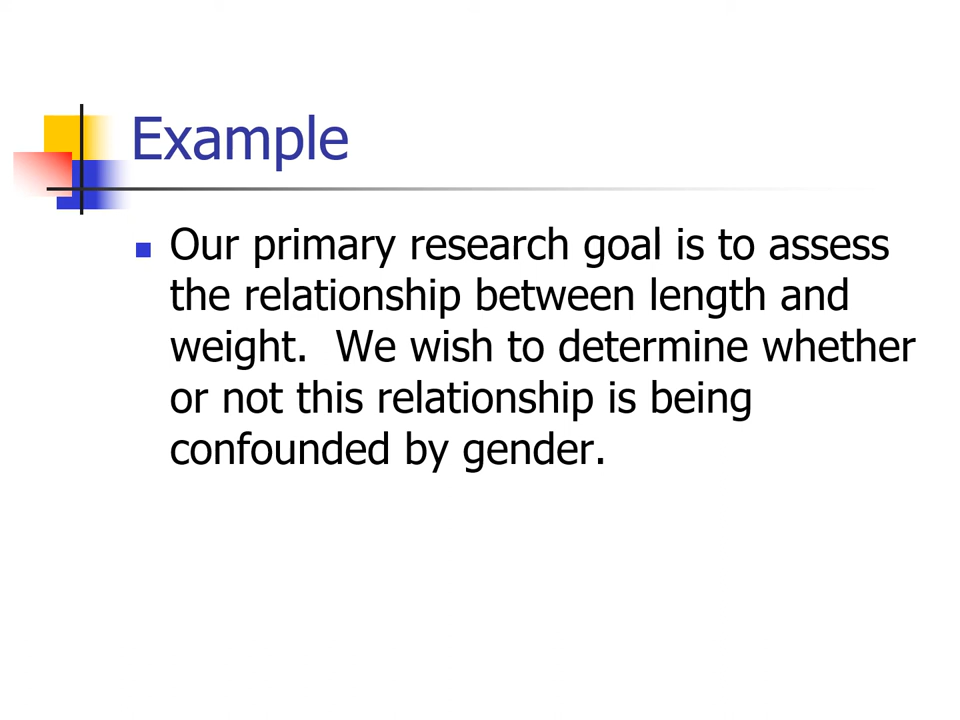 Example
Our primary research goal is to assess
the relationship between length and
weight.  We wish to determine whether
or not this relationship is being
confounded by gender.